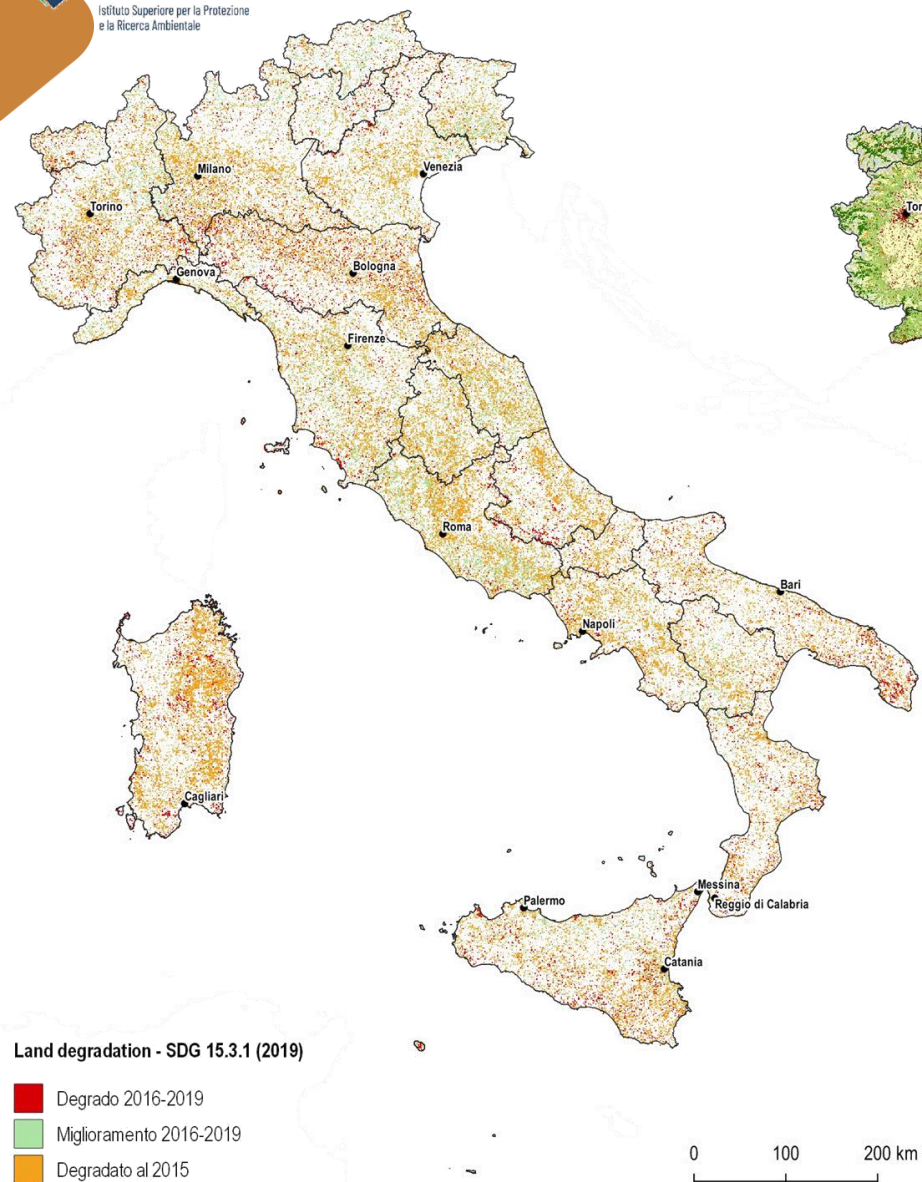 Istituto Superiore per la Protezione
e la Ricerca Ambientale
Milano
Venezia
Torino
Genova
Bologna
Firenze
Roma
Napoli
Bari
Cagliari
Palermo
Messina
Reggio di Calabria
Catania
Land degradation - SDG 15.3.1 (2019)
Degrado 2016-2019
Miglioramento 2016-2019
Degradato al 2015
0 100 200 km